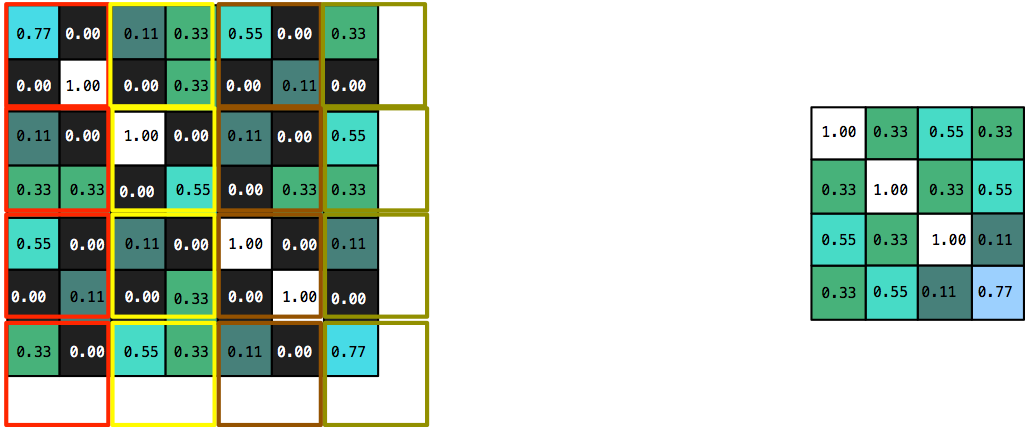 0.77 0.00 0.11 0.33 0.55 0.00 0.33
0.00 1.00 0.00 0.33 0.00 0.11 0.00
0.11 0.00 1.00 0.00 0.11 0.00 0.55
0.33 0.33 0.00 0.55 0.00 0.33 0.33
0.55 0.00 0.11 0.00 1.00 0.00 0.11
0.00 0.11 0.00 0.33 0.00 1.00 0.00
0.33 0.00 0.55 0.33 0.11 0.00 0.77
1.00 0.33 0.55 0.33
0.33 1.00 0.33 0.55
0.55 0.33 1.00 0.11
0.33 0.55 0.11 0.77